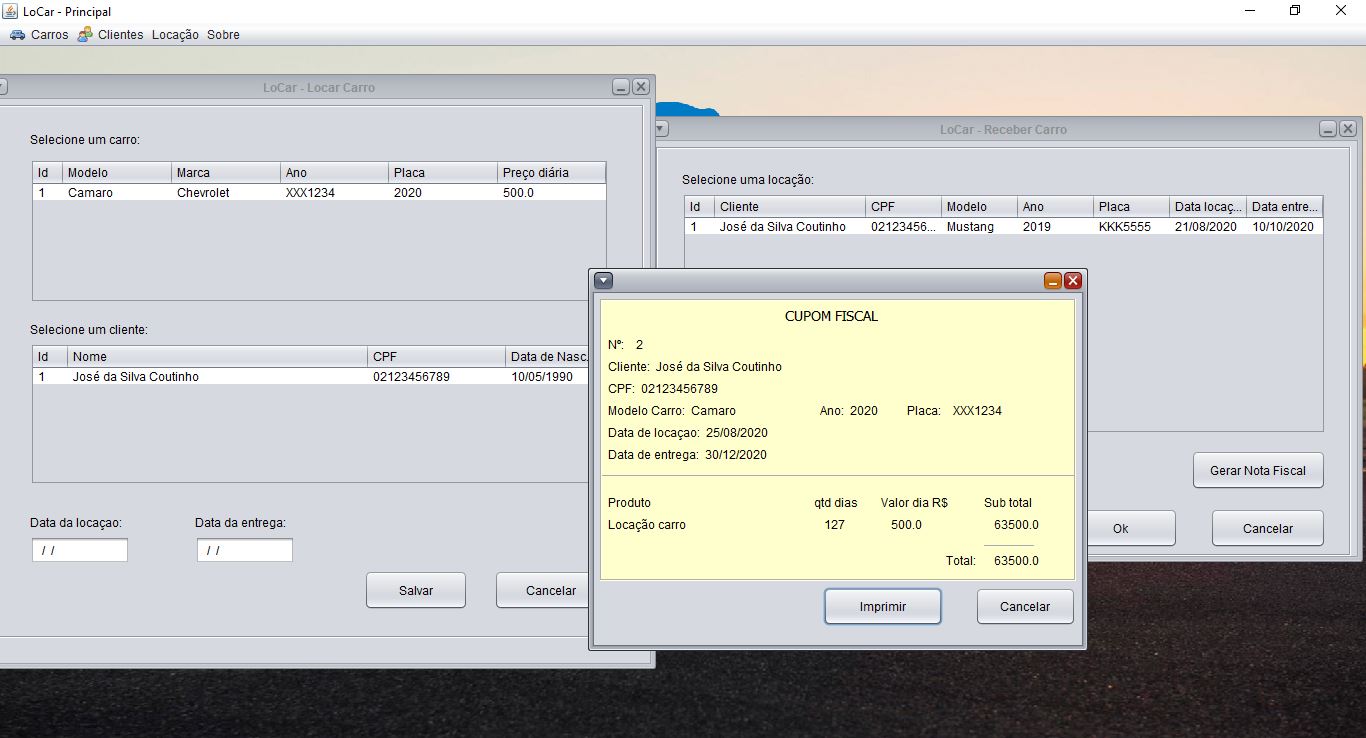 LoCar - Principal
Carros Clientes Locação Sobre
LoCar - Locar Carro
Selecione um carro:
Id Modelo Marca Ano Placa Preço diária
1 Camaro Chevrolet XXX1234 2020 500.0
Selecione um cliente:
Id Nome CPF Data de Nasc.
1 José da Silva Coutinho 02123456789 10/05/1990
Data da locaçao: Data da entrega:
/ / / /
Salvar Cancelar
LoCar - Receber Carro
Selecione uma locação:
Id Cliente CPF Modelo Ano Placa Data locaç... Data entre...
1 José da Silva Coutinho 02123456... Mustang 2019 KKK5555 21/08/2020 10/10/2020
Gerar Nota Fiscal
Ok Cancelar
CUPOM FISCAL
Nº: 2
Cliente: José da Silva Coutinho
CPF: 02123456789
Modelo Carro: Camaro Ano: 2020 Placa: XXX1234
Data de locaçao: 25/08/2020
Data de entrega: 30/12/2020
Produto qtd dias Valor dia R$ Sub total
Locação carro 127 500.0 63500.0
Total: 63500.0
Imprimir Cancelar